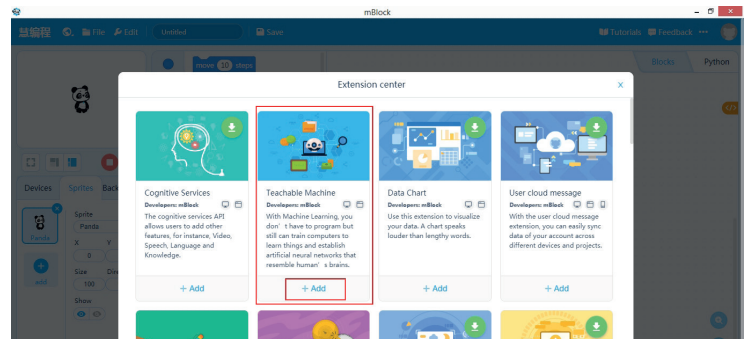 mBlock
慧编程 File Edit Untitled Save Tutorials Feedback
move 10 steps
Blocks Python
Extension center x
Devices Sprites Back
Sprite
Panda
X Y
0
Size Dire
100
Show
Panda
add
Cognitive Services
Developers: mBlock
The cognitive services API
allows users to add other
features, for instance, Video,
Speech, Language and
Knowledge.
+ Add
Teachable Machine
Developers: mBlock
With Machine Learning, you
don't have to program but
still can train computers to
learn things and establish
artificial neural networks that
resemble human's brains.
+ Add
Data Chart
Developers: mBlock
Use this extension to visualize
your data. A chart speaks
louder than lengthy words.
+ Add
User cloud message
Developers: mBlock
With the user cloud message
extension, you can easily sync
data of your account across
different devices and projects.
+ Add